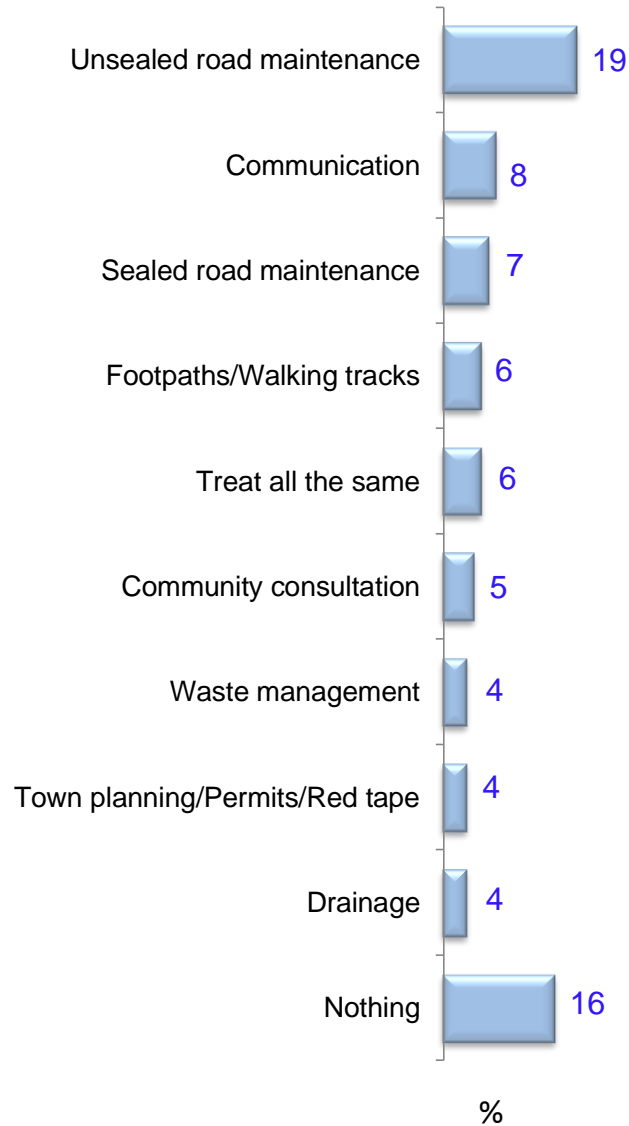 Unsealed road maintenance 19
Communication 8
Sealed road maintenance 7
Footpaths/Walking tracks 6
Treat all the same 6
Community consultation 5
Waste management 4
Town planning/Permits/Red tape 4
Drainage 4
Nothing 16
%